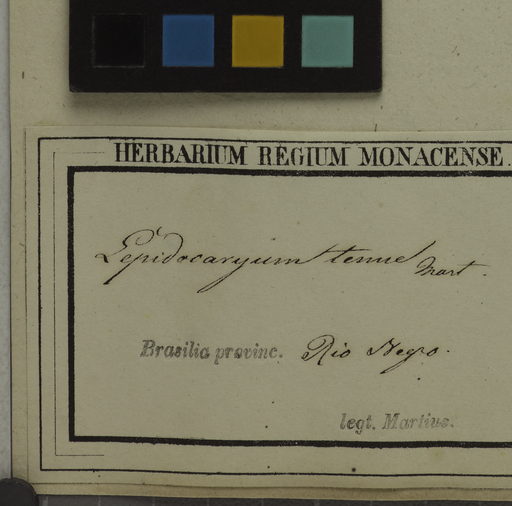 HERBARIUM REGIUM MONACENSE.
Lepidocaryum tenue Mart.
Brasilia provinc. Rio Negro.
legt. Martius.